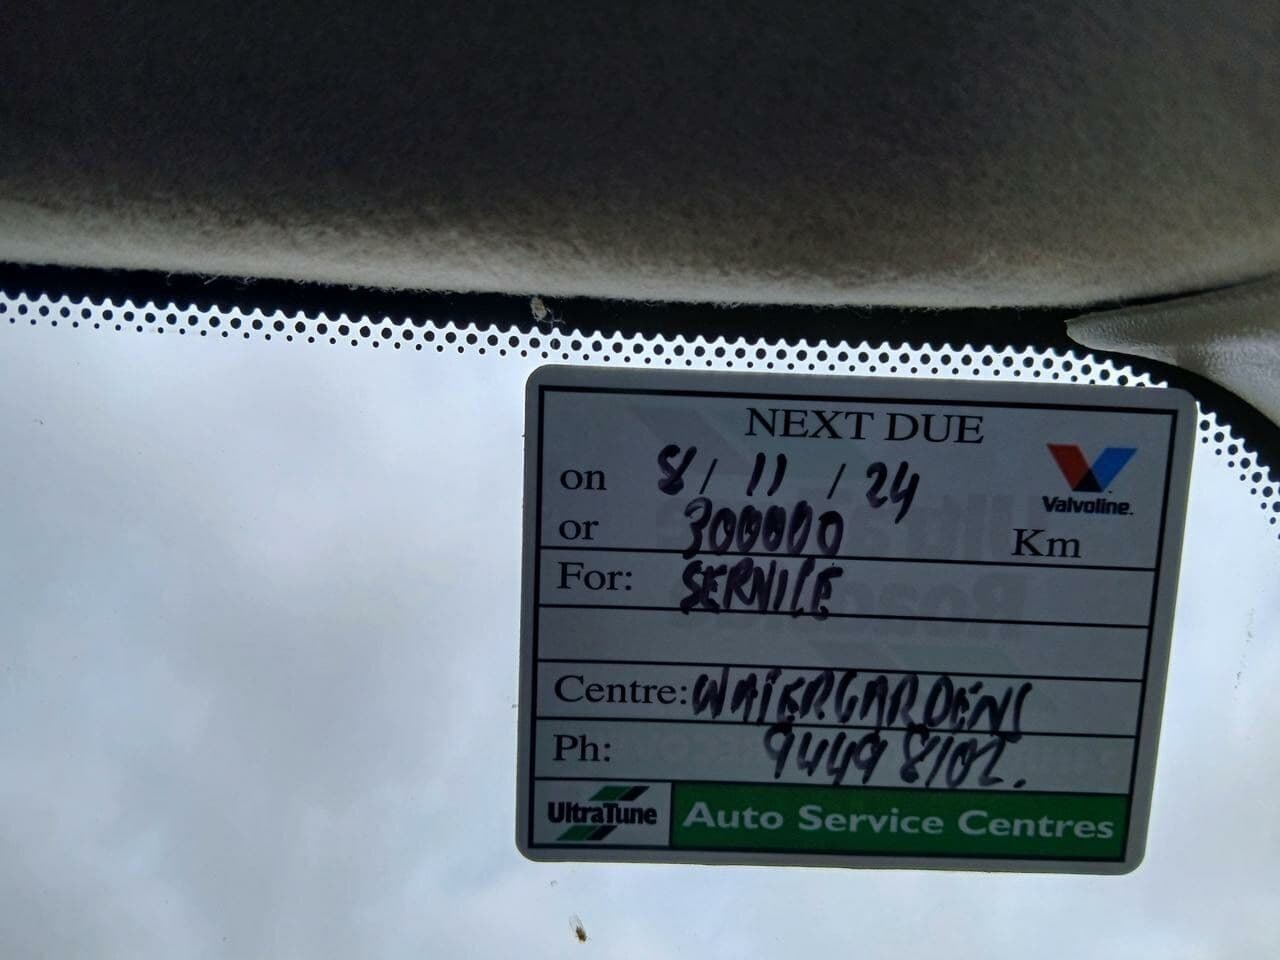 NEXT DUE
on 8/11/24
Valvoline.
or 300000 Km
For: SERVICE
Centre: WATERGARDENS
Ph: 9449 8102.
UltraTune Auto Service Centres